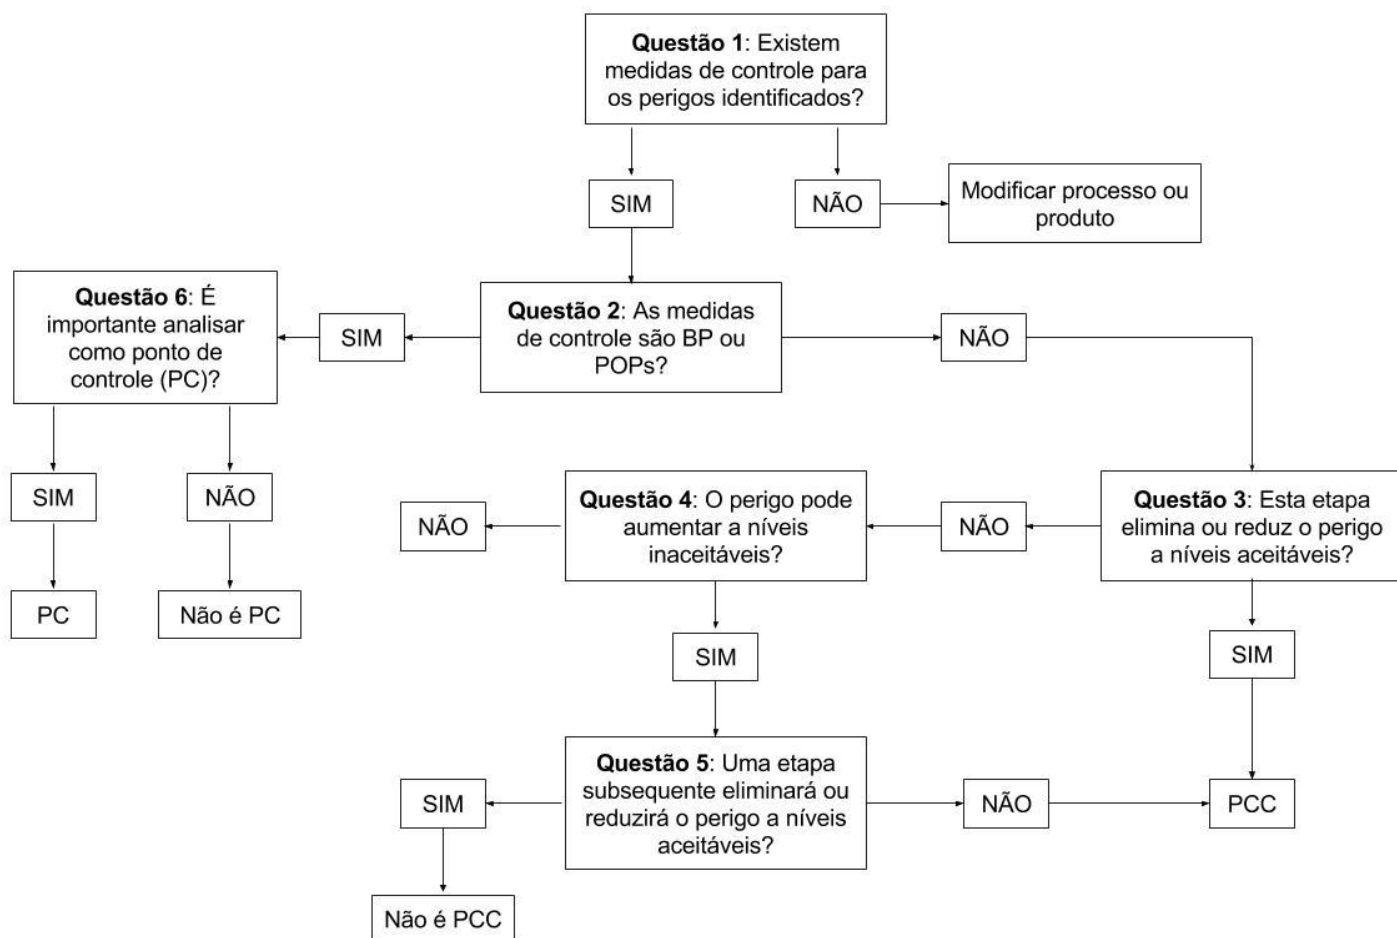 Questão 1: Existem
medidas de controle para
os perigos identificados?
SIM
NÃO
Modificar processo ou
produto
Questão 2: As medidas
de controle são BP ou
POPs?
SIM
NÃO
Questão 6: É
importante analisar
como ponto de
controle (PC)?
SIM
NÃO
PC
Não é PC
Questão 3: Esta etapa
elimina ou reduz o perigo
a níveis aceitáveis?
NÃO
SIM
Questão 4: O perigo pode
aumentar a níveis
inaceitáveis?
NÃO
SIM
Questão 5: Uma etapa
subsequente eliminará ou
reduzirá o perigo a níveis
aceitáveis?
SIM
NÃO
PCC
Não é PCC